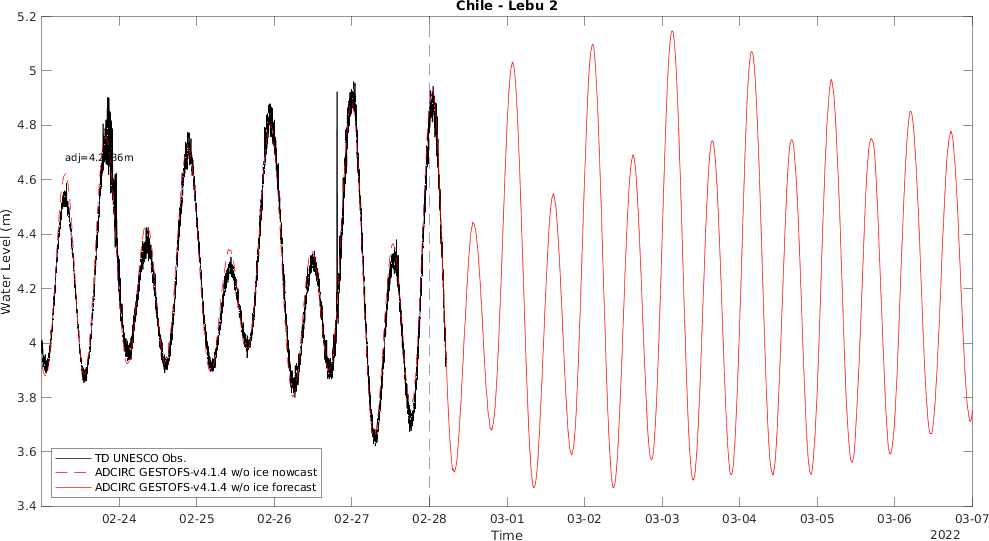 Chile - Lebu 2
5.2
5
4.8
4.6
4.4
4.2
4
3.8
3.6
3.4
Water Level (m)
TD UNESCO Obs.
ADCIRC GESTOFS-v4.1.4 w/o ice nowcast
ADCIRC GESTOFS-v4.1.4 w/o ice forecast
02-24 02-25 02-26 02-27 02-28 03-01 03-02 03-03 03-04 03-05 03-06 03-07
Time
2022